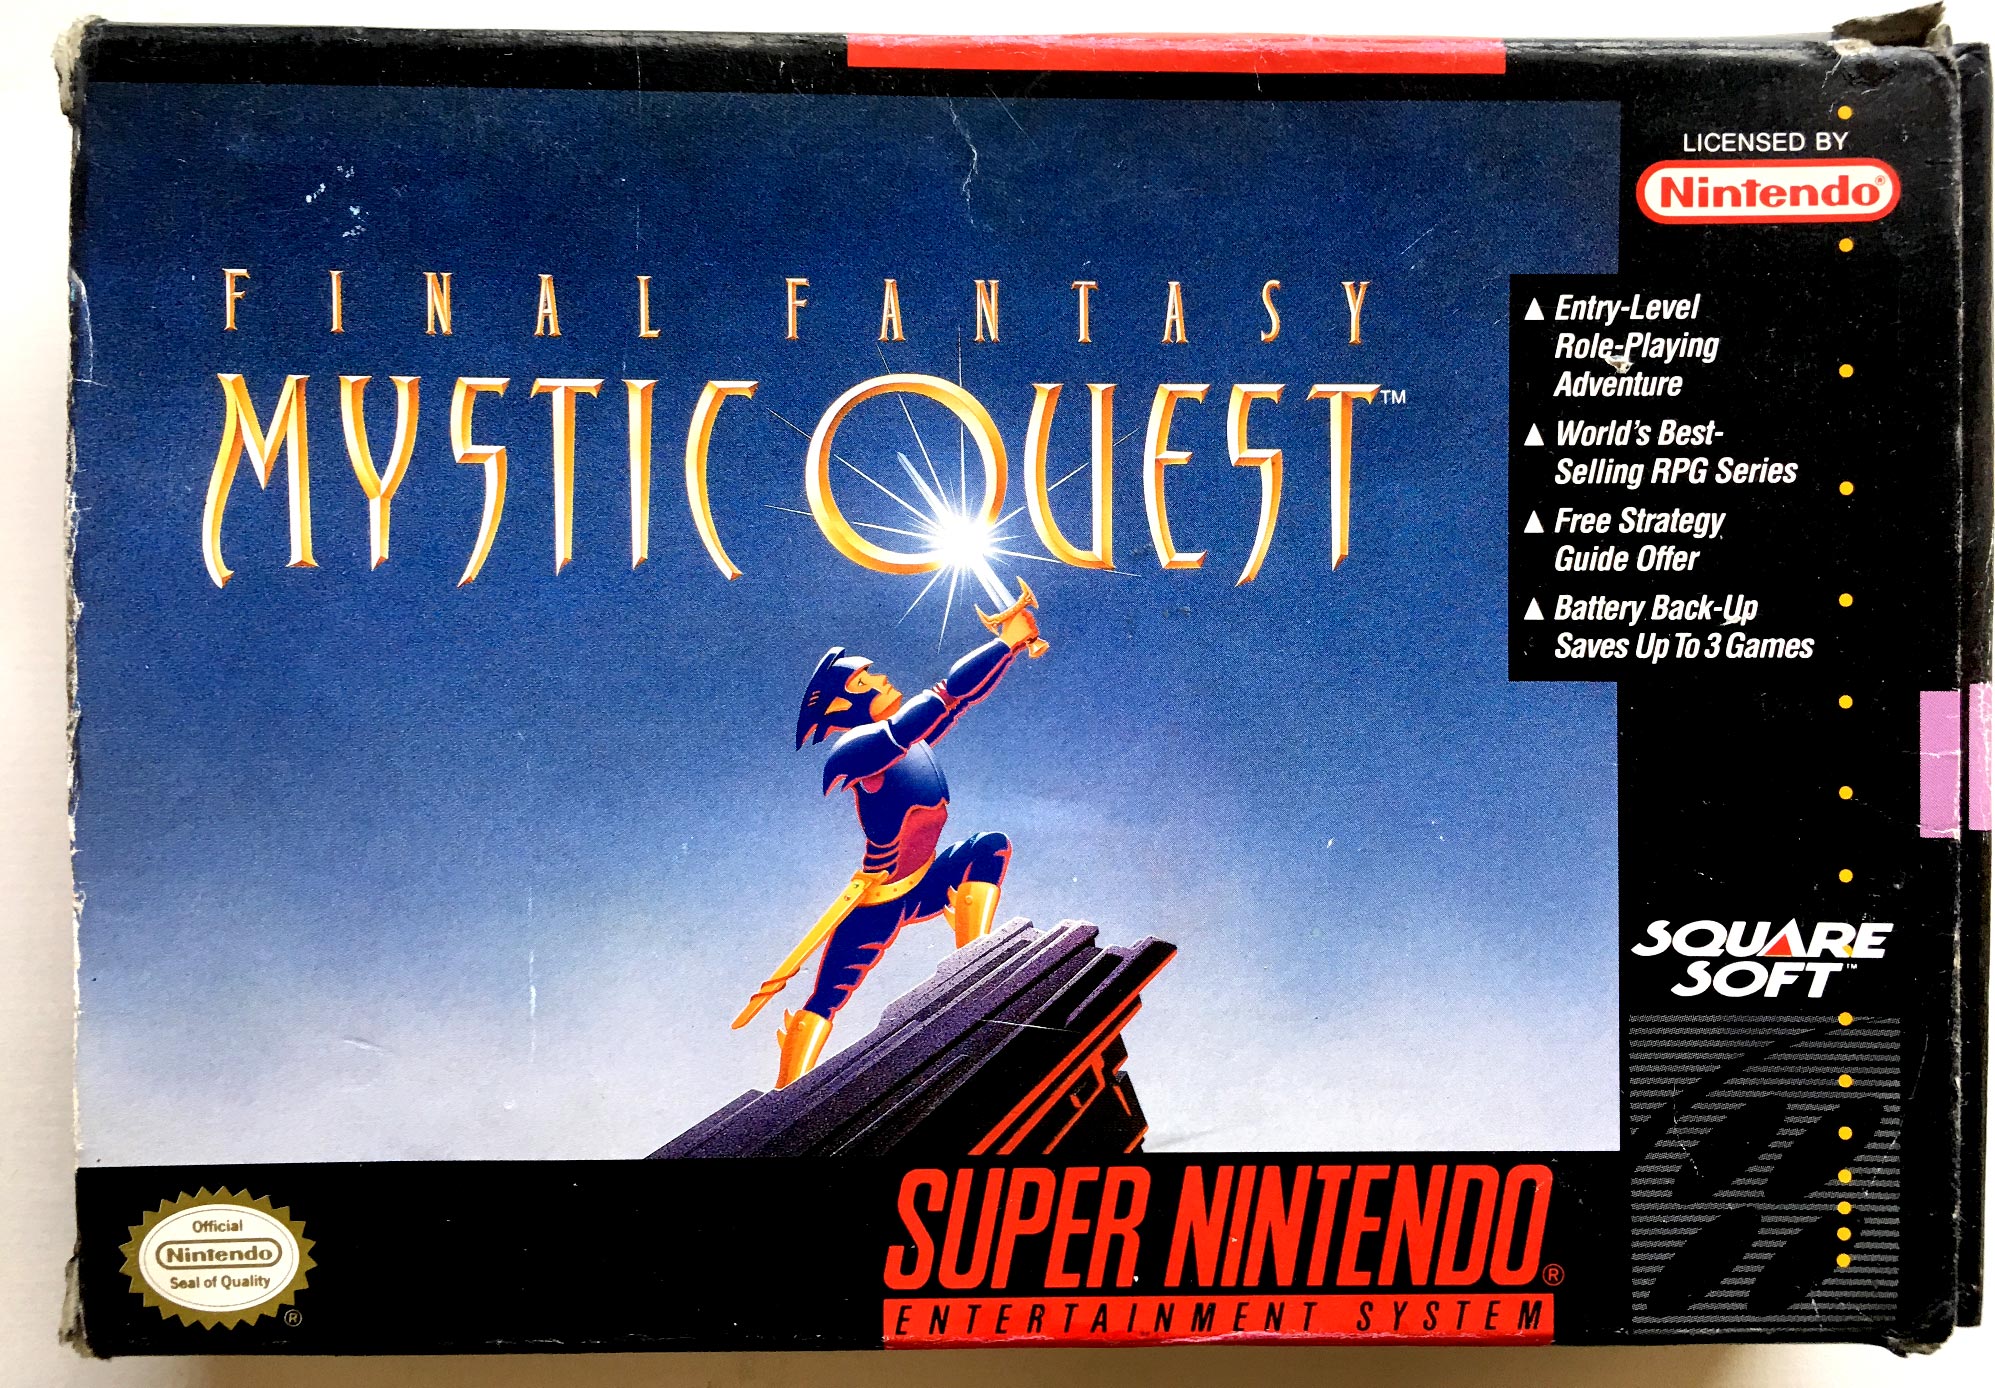 FINAL FANTASY
MYSTIC QUEST™
LICENSED BY
Nintendo®
▲ Entry-Level
Role-Playing
Adventure
▲ World's Best-
Selling RPG Series
▲ Free Strategy
Guide Offer
▲ Battery Back-Up
Saves Up To 3 Games
SQUARE
SOFT™
Official
Nintendo
Seal of Quality
®
SUPER NINTENDO®
ENTERTAINMENT SYSTEM